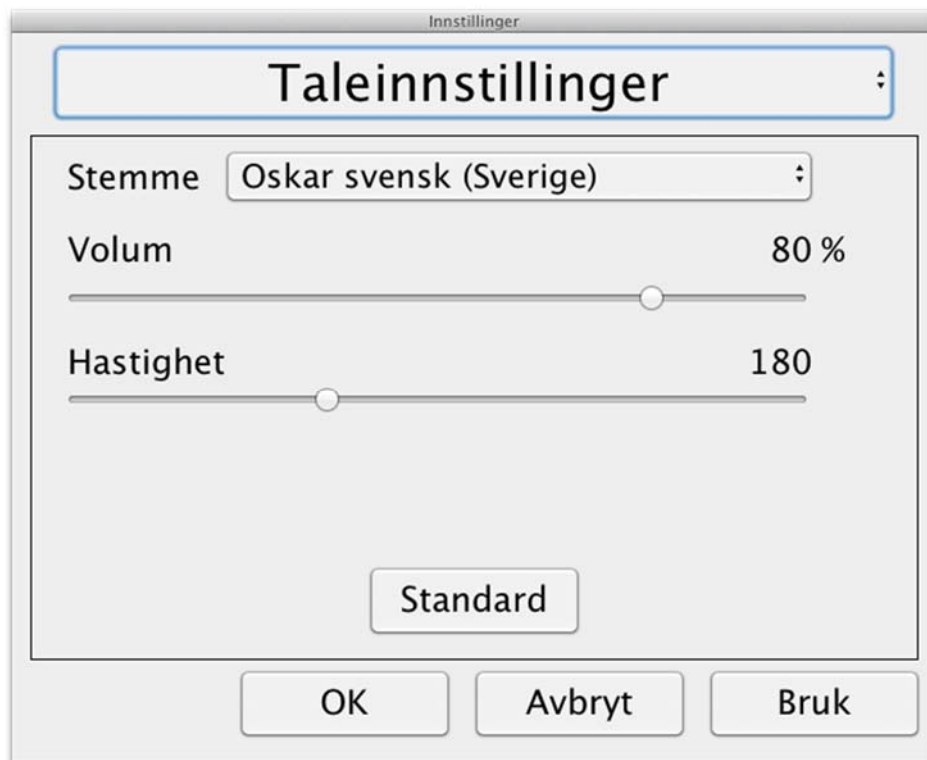 Innstillinger
Taleinnstillinger
Stemme Oskar svensk (Sverige)
Volum 80 %
Hastighet 180
Standard
OK Avbryt Bruk